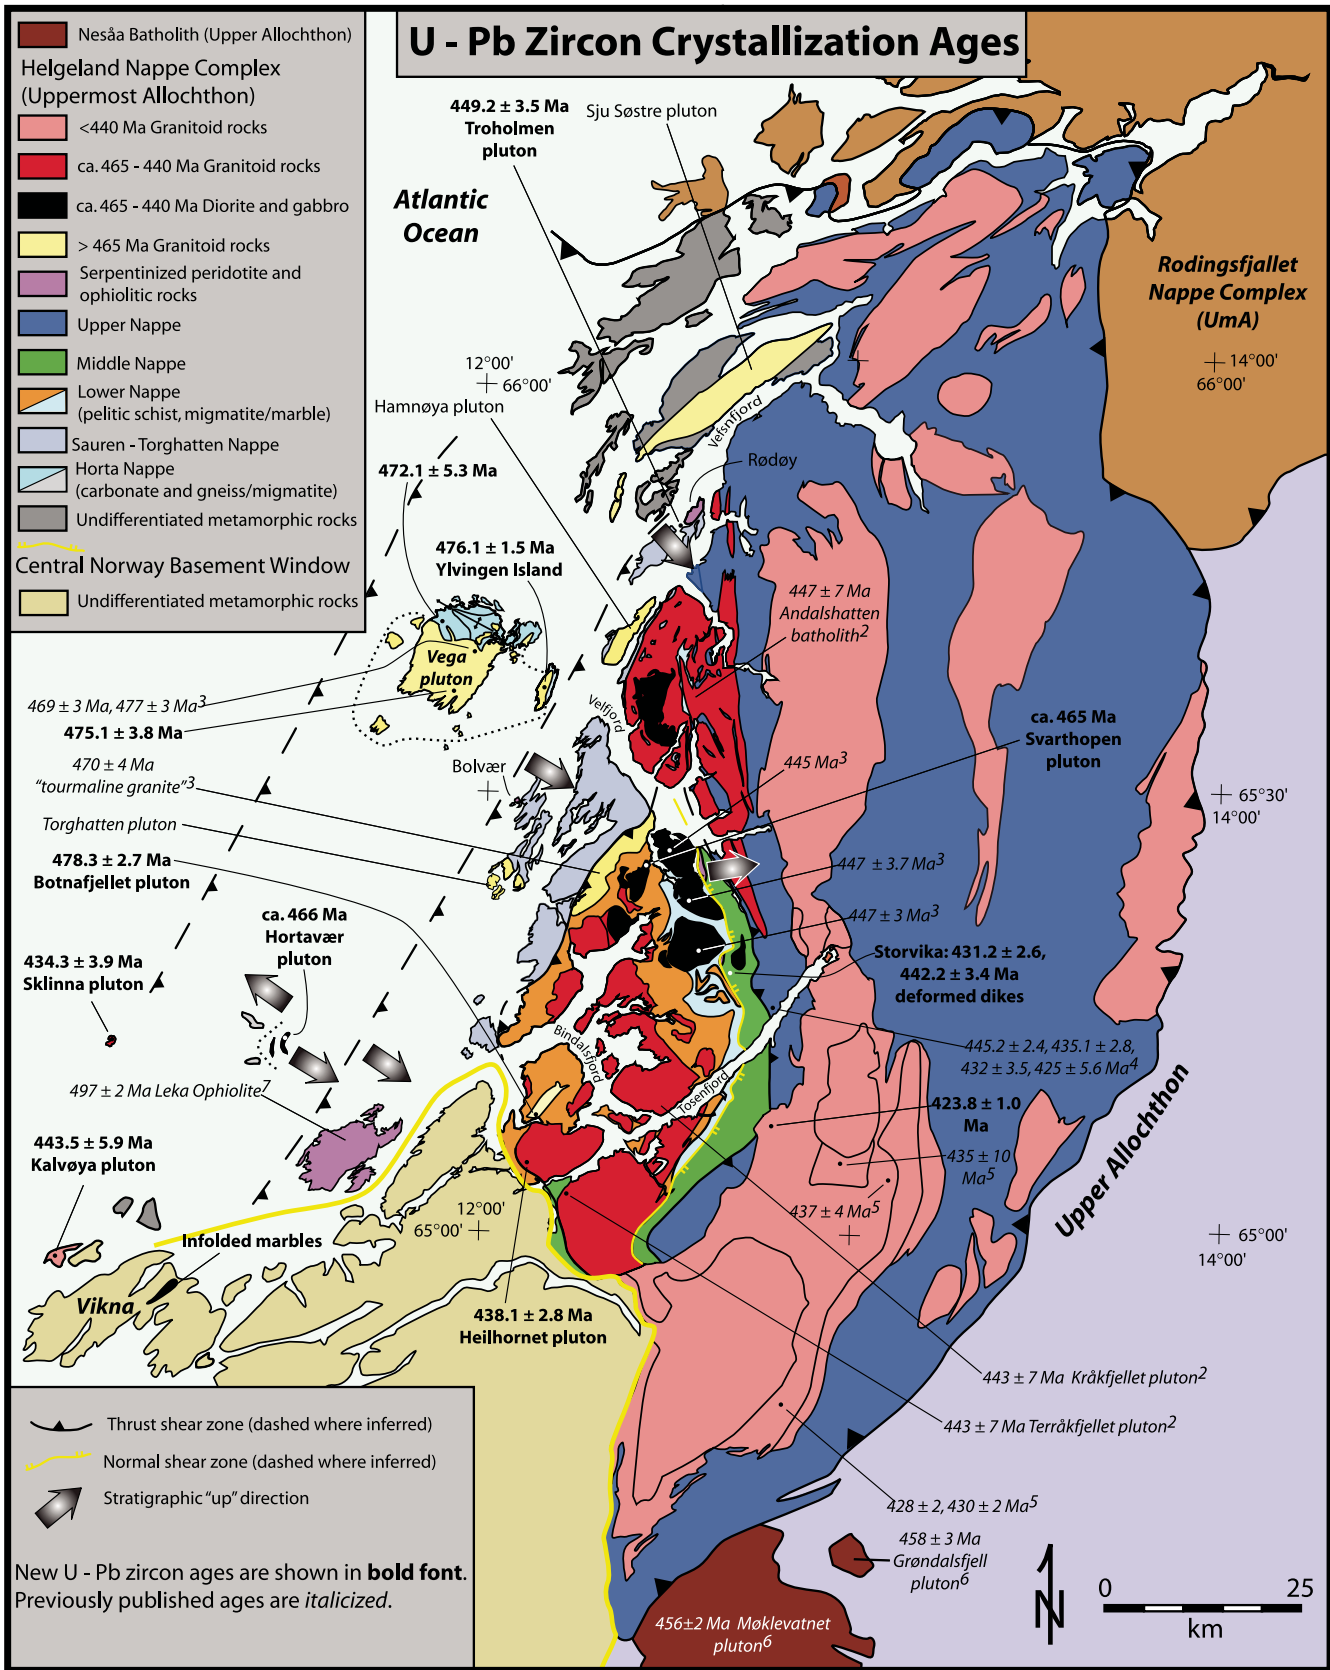 U - Pb Zircon Crystallization Ages
Nesåa Batholith (Upper Allochthon)
Helgeland Nappe Complex
(Uppermost Allochthon)
<440 Ma Granitoid rocks
ca. 465 - 440 Ma Granitoid rocks
ca. 465 - 440 Ma Diorite and gabbro
> 465 Ma Granitoid rocks
Serpentinized peridotite and
ophiolitic rocks
Upper Nappe
Middle Nappe
Lower Nappe
(pelitic schist, migmatite/marble)
Sauren - Torghatten Nappe
Horta Nappe
(carbonate and gneiss/migmatite)
Undifferentiated metamorphic rocks
Central Norway Basement Window
Undifferentiated metamorphic rocks
449.2 ± 3.5 Ma
Troholmen
pluton
Sju Søstre pluton
Atlantic
Ocean
Rodingsfjallet
Nappe Complex
(UmA)
14°00'
66°00'
12°00'
66°00'
Hamnøya pluton
Vefsnfjord
Rødøy
472.1 ± 5.3 Ma
476.1 ± 1.5 Ma
Ylvingen Island
447 ± 7 Ma
Andalshatten
batholith2
Vega
pluton
469 ± 3 Ma, 477 ± 3 Ma3
475.1 ± 3.8 Ma
Velfjord
ca. 465 Ma
Svarthopen
pluton
470 ± 4 Ma
"tourmaline granite"3
Bolvær
445 Ma3
65°30'
14°00'
Torghatten pluton
478.3 ± 2.7 Ma
Botnafjellet pluton
447 ± 3.7 Ma3
ca. 466 Ma
Hortavær
pluton
447 ± 3 Ma3
434.3 ± 3.9 Ma
Sklinna pluton
Storvika: 431.2 ± 2.6,
442.2 ± 3.4 Ma
deformed dikes
Bindalsfjord
Tosenfjord
445.2 ± 2.4, 435.1 ± 2.8,
432 ± 3.5, 425 ± 5.6 Ma4
497 ± 2 Ma Leka Ophiolite7
423.8 ± 1.0
Ma
443.5 ± 5.9 Ma
Kalvøya pluton
435 ± 10
Ma5
Upper Allochthon
437 ± 4 Ma5
12°00'
65°00'
65°00'
14°00'
Infolded marbles
Vikna
438.1 ± 2.8 Ma
Heilhornet pluton
443 ± 7 Ma Kråkfjellet pluton2
443 ± 7 Ma Terråkfjellet pluton2
428 ± 2, 430 ± 2 Ma5
458 ± 3 Ma
Grøndalsfjell
pluton6
456±2 Ma Møklevatnet
pluton6
Thrust shear zone (dashed where inferred)
Normal shear zone (dashed where inferred)
Stratigraphic "up" direction
New U - Pb zircon ages are shown in bold font.
Previously published ages are italicized.
N
0 25
km